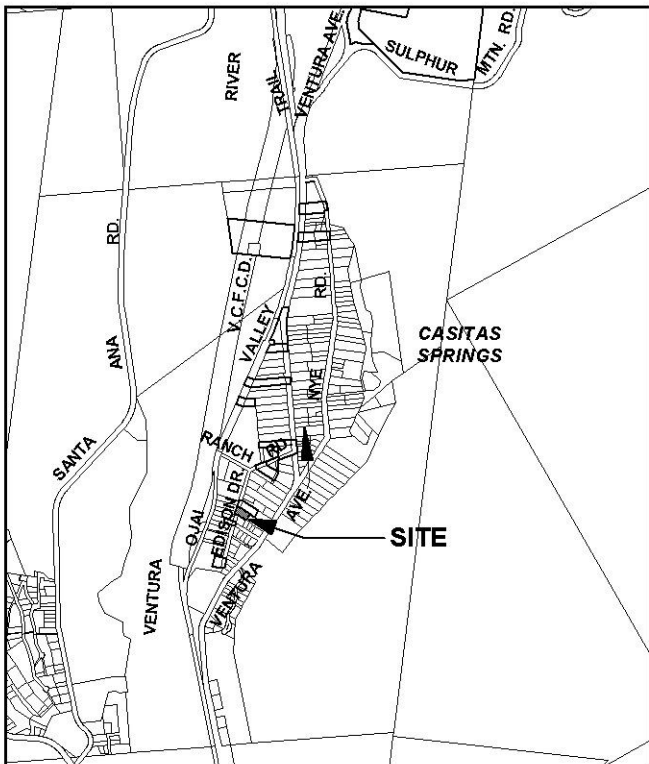 SULPHUR
MTN. RD.
VENTURA AVE.
RIVER
TRAIL
RD.
V.C.F.C.D.
VALLEY
RD.
CASITAS
SPRINGS
ANA
NYE
RANCH RD.
SANTA
EDISON DR.
AVE.
OJAI
SITE
VENTURA
VENTURA